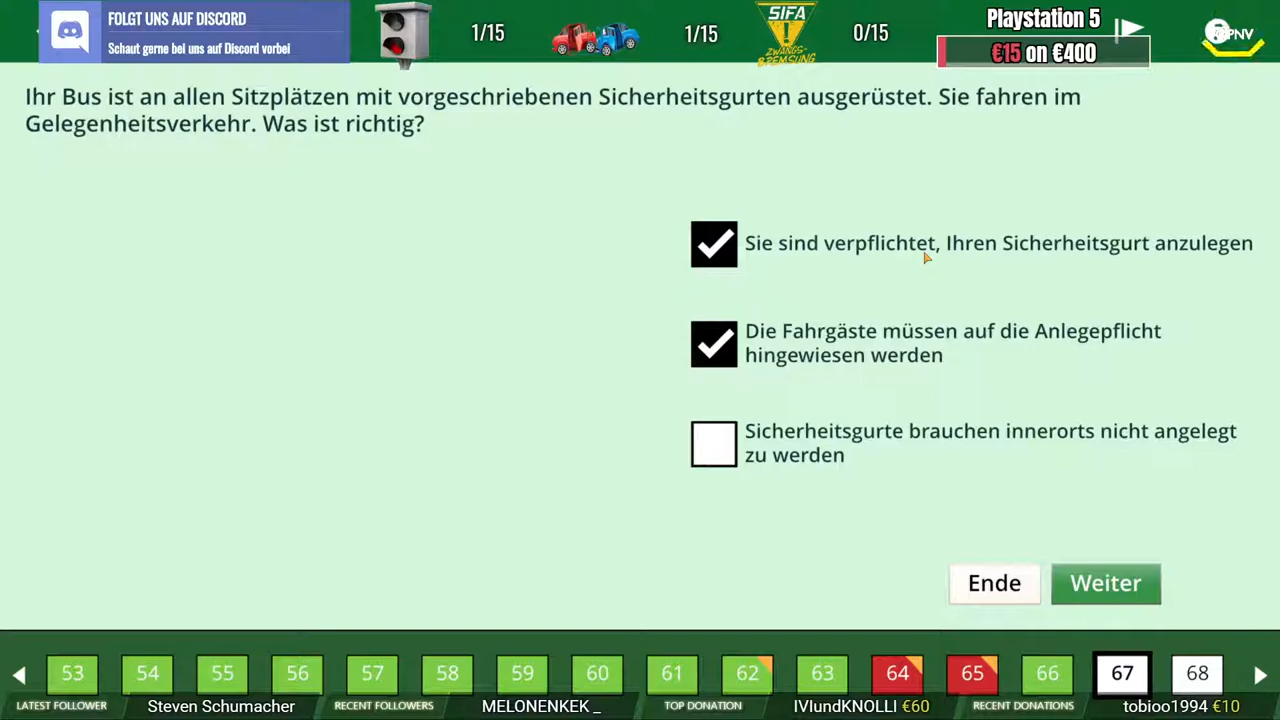 FOLGT UNS AUF DISCORD
Schaut gerne bei uns auf Discord vorbei
1/15
1/15
SIFA
ZWANGS-
BREMSUNG
0/15
Playstation 5
€15 on €400
Ihr Bus ist an allen Sitzplätzen mit vorgeschriebenen Sicherheitsgurten ausgerüstet. Sie fahren im
Gelegenheitsverkehr. Was ist richtig?
Sie sind verpflichtet, Ihren Sicherheitsgurt anzulegen
Die Fahrgäste müssen auf die Anlegepflicht
hingewiesen werden
Sicherheitsgurte brauchen innerorts nicht angelegt
zu werden
Ende
Weiter
53 54 55 56 57 58 59 60 61 62 63 64 65 66 67 68
LATEST FOLLOWER Steven Schumacher RECENT FOLLOWERS MELONENKEK _ TOP DONATION IVIundKNOLLI €60 RECENT DONATIONS tobioo1994 €10